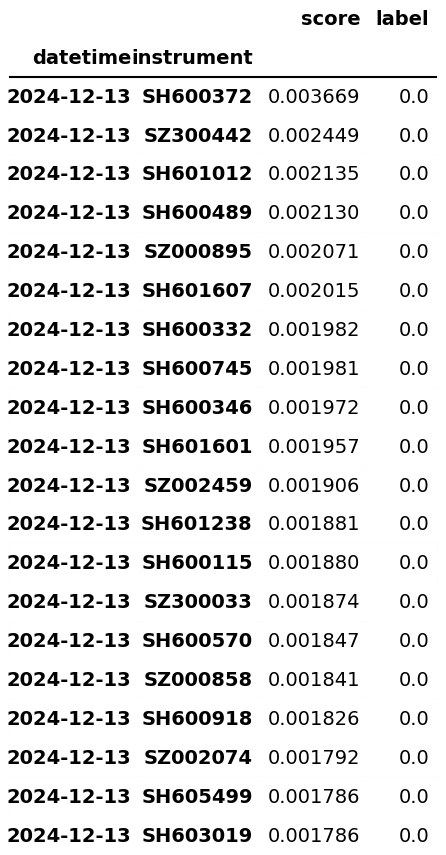 score label
datetime instrument
2024-12-13 SH600372 0.003669 0.0
2024-12-13 SZ300442 0.002449 0.0
2024-12-13 SH601012 0.002135 0.0
2024-12-13 SH600489 0.002130 0.0
2024-12-13 SZ000895 0.002071 0.0
2024-12-13 SH601607 0.002015 0.0
2024-12-13 SH600332 0.001982 0.0
2024-12-13 SH600745 0.001981 0.0
2024-12-13 SH600346 0.001972 0.0
2024-12-13 SH601601 0.001957 0.0
2024-12-13 SZ002459 0.001906 0.0
2024-12-13 SH601238 0.001881 0.0
2024-12-13 SH600115 0.001880 0.0
2024-12-13 SZ300033 0.001874 0.0
2024-12-13 SH600570 0.001847 0.0
2024-12-13 SZ000858 0.001841 0.0
2024-12-13 SH600918 0.001826 0.0
2024-12-13 SZ002074 0.001792 0.0
2024-12-13 SH605499 0.001786 0.0
2024-12-13 SH603019 0.001786 0.0